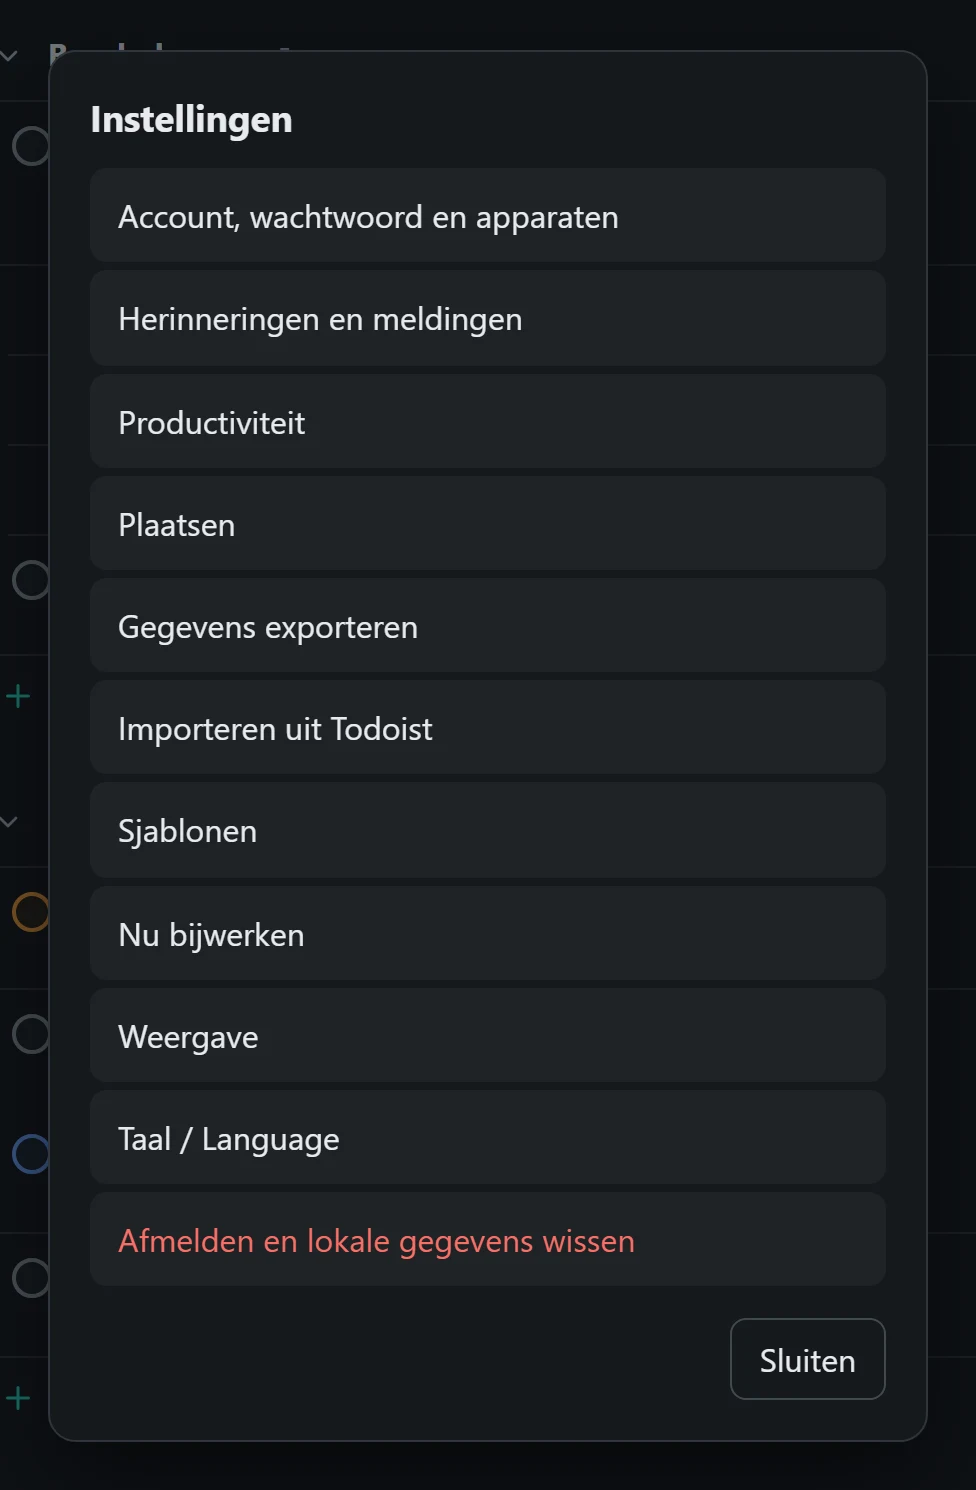 Instellingen
Account, wachtwoord en apparaten
Herinneringen en meldingen
Productiviteit
Plaatsen
Gegevens exporteren
Importeren uit Todoist
Sjablonen
Nu bijwerken
Weergave
Taal / Language
Afmelden en lokale gegevens wissen
Sluiten